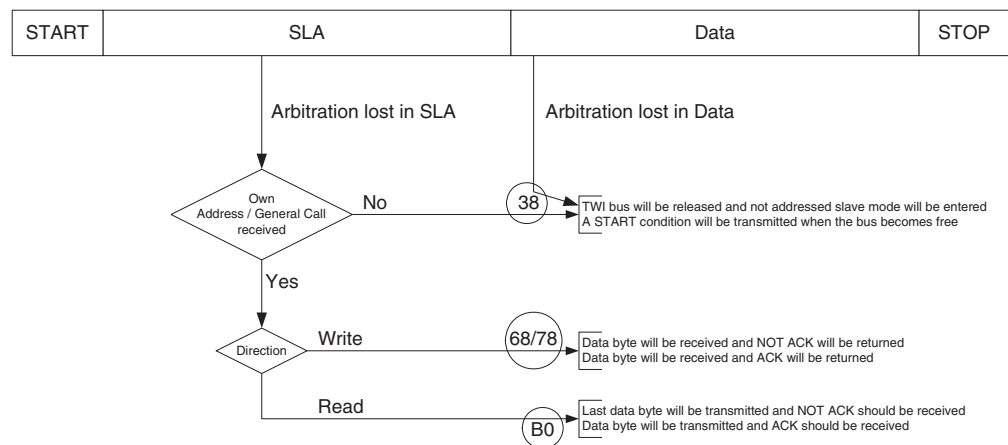 START SLA Data STOP
Arbitration lost in SLA Arbitration lost in Data
Own
Address / General Call
received
No
38
TWI bus will be released and not addressed slave mode will be entered
A START condition will be transmitted when the bus becomes free
Yes
Direction
Write
68/78
Data byte will be received and NOT ACK will be returned
Data byte will be received and ACK will be returned
Read
B0
Last data byte will be transmitted and NOT ACK should be received
Data byte will be transmitted and ACK should be received